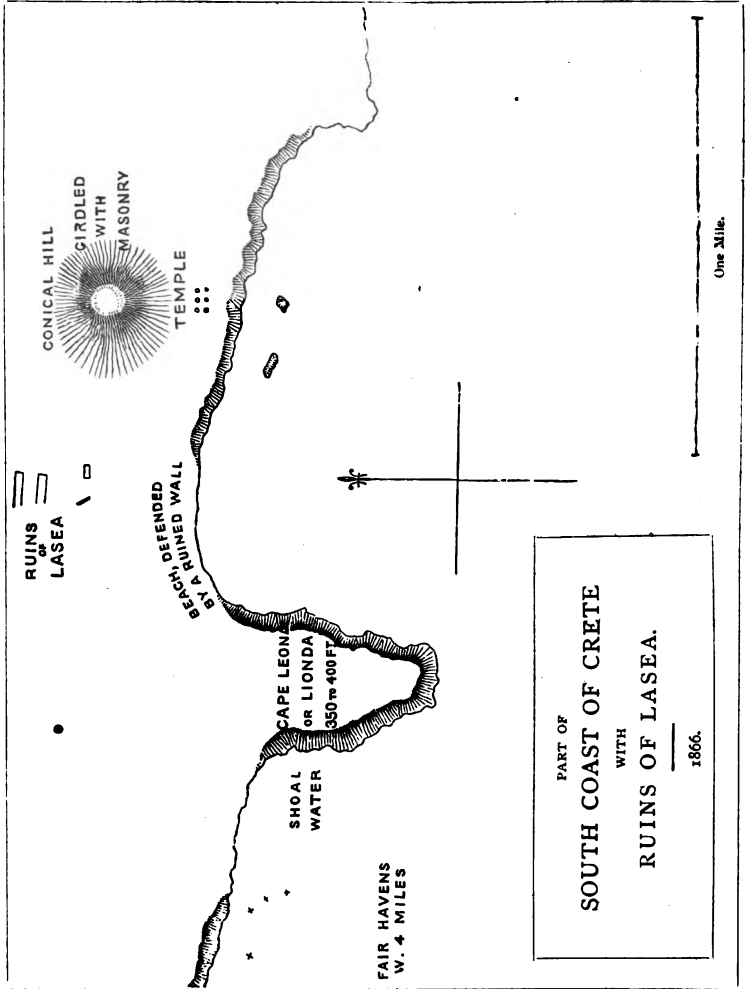 CONICAL HILL
GIRDLED
WITH
MASONRY
TEMPLE
RUINS
OF
LASEA
BEACH, DEFENDED
BY A RUINED WALL
CAPE LEONA
OR LIONDA
350 TO 400 FT
SHOAL
WATER
FAIR HAVENS
W. 4 MILES
One Mile.
PART OF
SOUTH COAST OF CRETE
WITH
RUINS OF LASEA.
1866.